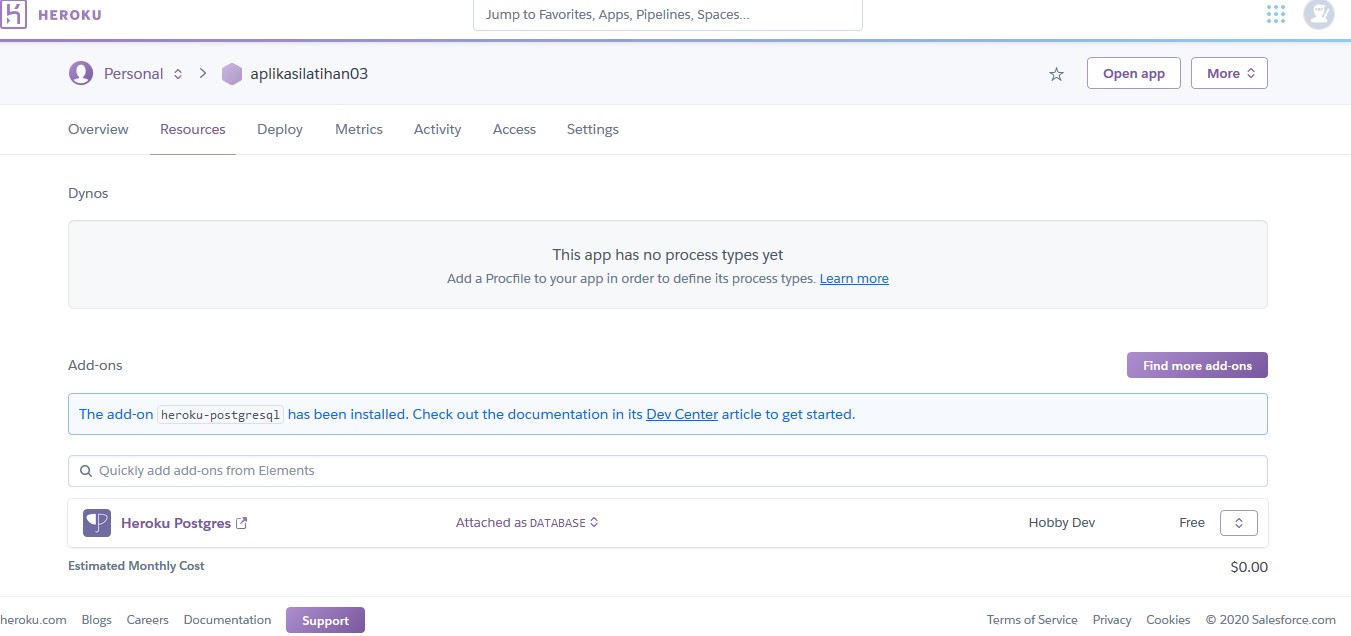 HEROKU
Jump to Favorites, Apps, Pipelines, Spaces...
Personal aplikasilatihan03 Open app More
Overview Resources Deploy Metrics Activity Access Settings
Dynos
This app has no process types yet
Add a Procfile to your app in order to define its process types. Learn more
Add-ons Find more add-ons
The add-on heroku-postgresql has been installed. Check out the documentation in its Dev Center article to get started.
Quickly add add-ons from Elements
Heroku Postgres Attached as DATABASE Hobby Dev Free
Estimated Monthly Cost $0.00
heroku.com Blogs Careers Documentation Support Terms of Service Privacy Cookies © 2020 Salesforce.com